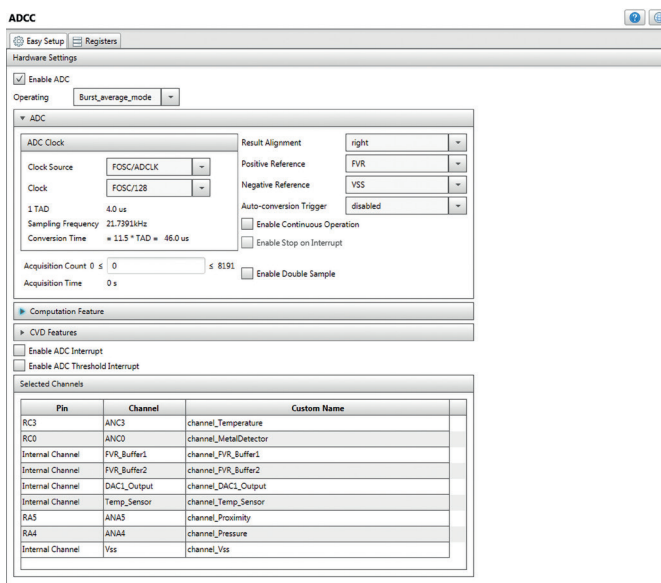 ADCC
Easy Setup Registers
Hardware Settings
Enable ADC
Operating Burst_average_mode
ADC
ADC Clock
Clock Source FOSC/ADCLK
Clock FOSC/128
1 TAD 4.0 us
Sampling Frequency 21.7391kHz
Conversion Time = 11.5 * TAD = 46.0 us
Result Alignment right
Positive Reference FVR
Negative Reference VSS
Auto-conversion Trigger disabled
Enable Continuous Operation
Enable Stop on Interrupt
Acquisition Count 0 ≤ 0 ≤ 8191
Acquisition Time 0 s
Enable Double Sample
Computation Feature
CVD Features
Enable ADC Interrupt
Enable ADC Threshold Interrupt
Selected Channels
Pin Channel Custom Name
RC3 ANC3 channel_Temperature
RC0 ANC0 channel_MetalDetector
Internal Channel FVR_Buffer1 channel_FVR_Buffer1
Internal Channel FVR_Buffer2 channel_FVR_Buffer2
Internal Channel DAC1_Output channel_DAC1_Output
Internal Channel Temp_Sensor channel_Temp_Sensor
RA5 ANA5 channel_Proximity
RA4 ANA4 channel_Pressure
Internal Channel Vss channel_Vss